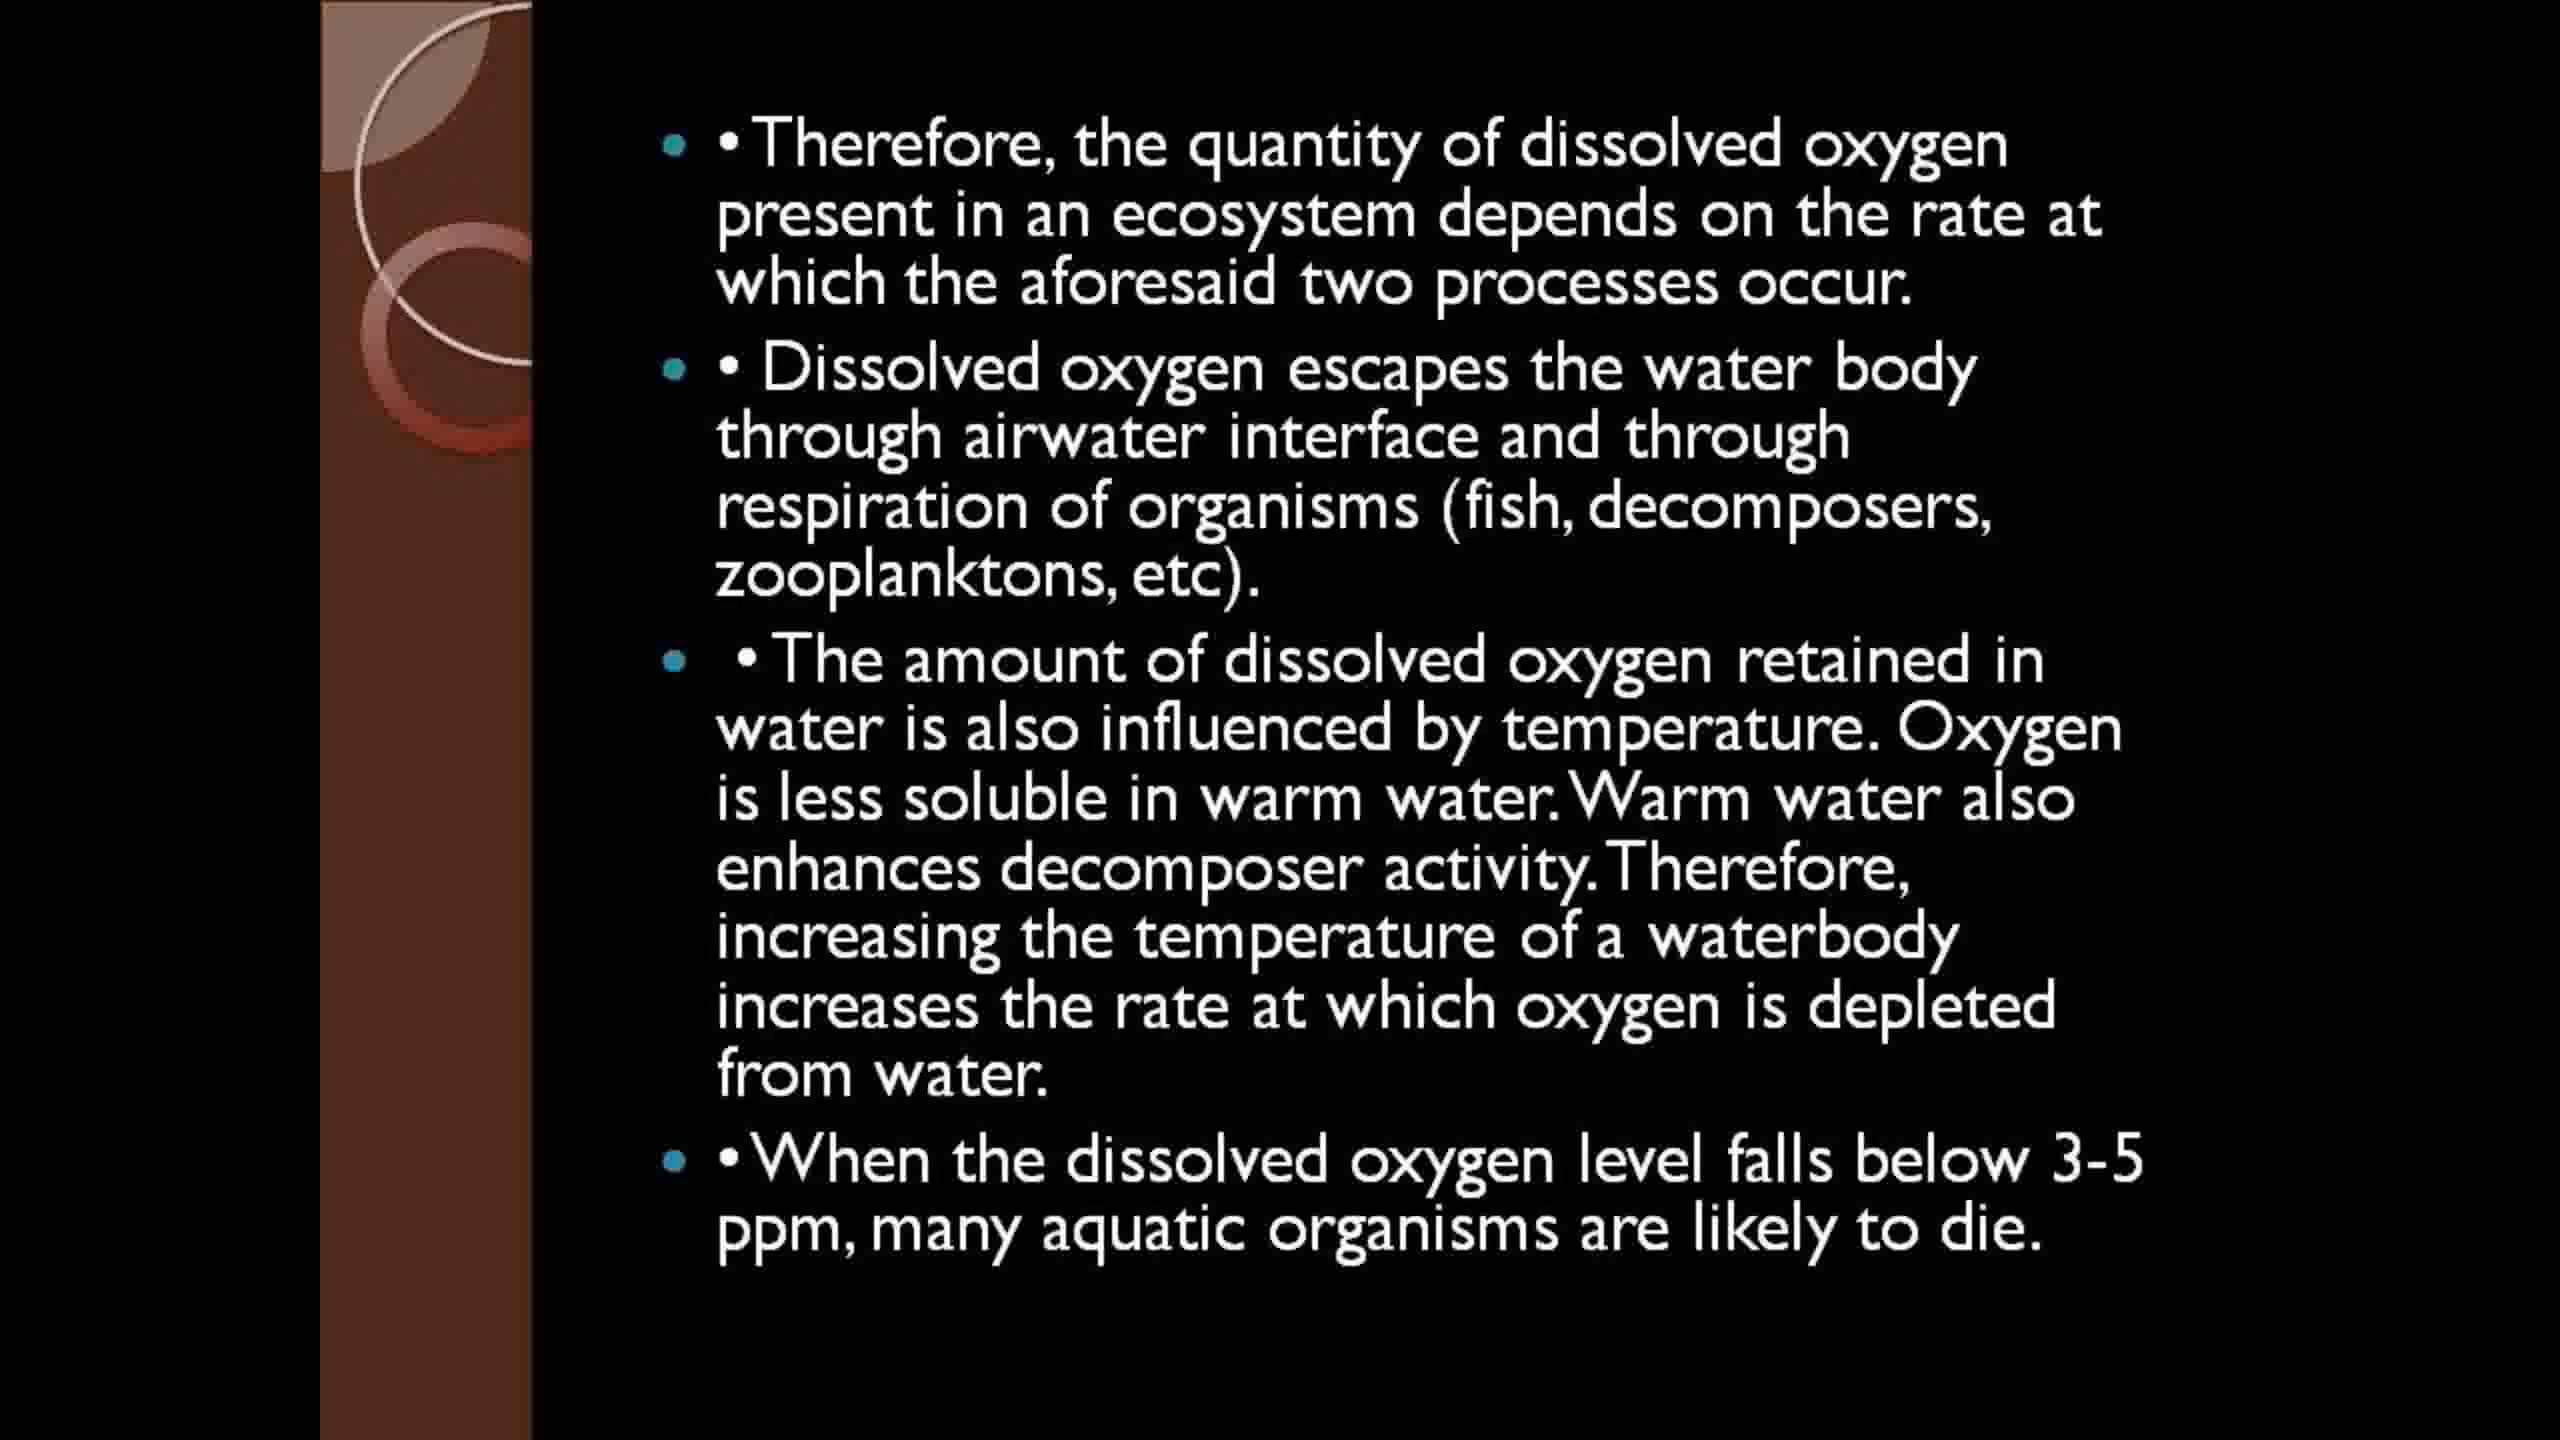 • • Therefore, the quantity of dissolved oxygen
present in an ecosystem depends on the rate at
which the aforesaid two processes occur.
• • Dissolved oxygen escapes the water body
through airwater interface and through
respiration of organisms (fish, decomposers,
zooplanktons, etc).
• • The amount of dissolved oxygen retained in
water is also influenced by temperature. Oxygen
is less soluble in warm water. Warm water also
enhances decomposer activity. Therefore,
increasing the temperature of a waterbody
increases the rate at which oxygen is depleted
from water.
• • When the dissolved oxygen level falls below 3-5
ppm, many aquatic organisms are likely to die.